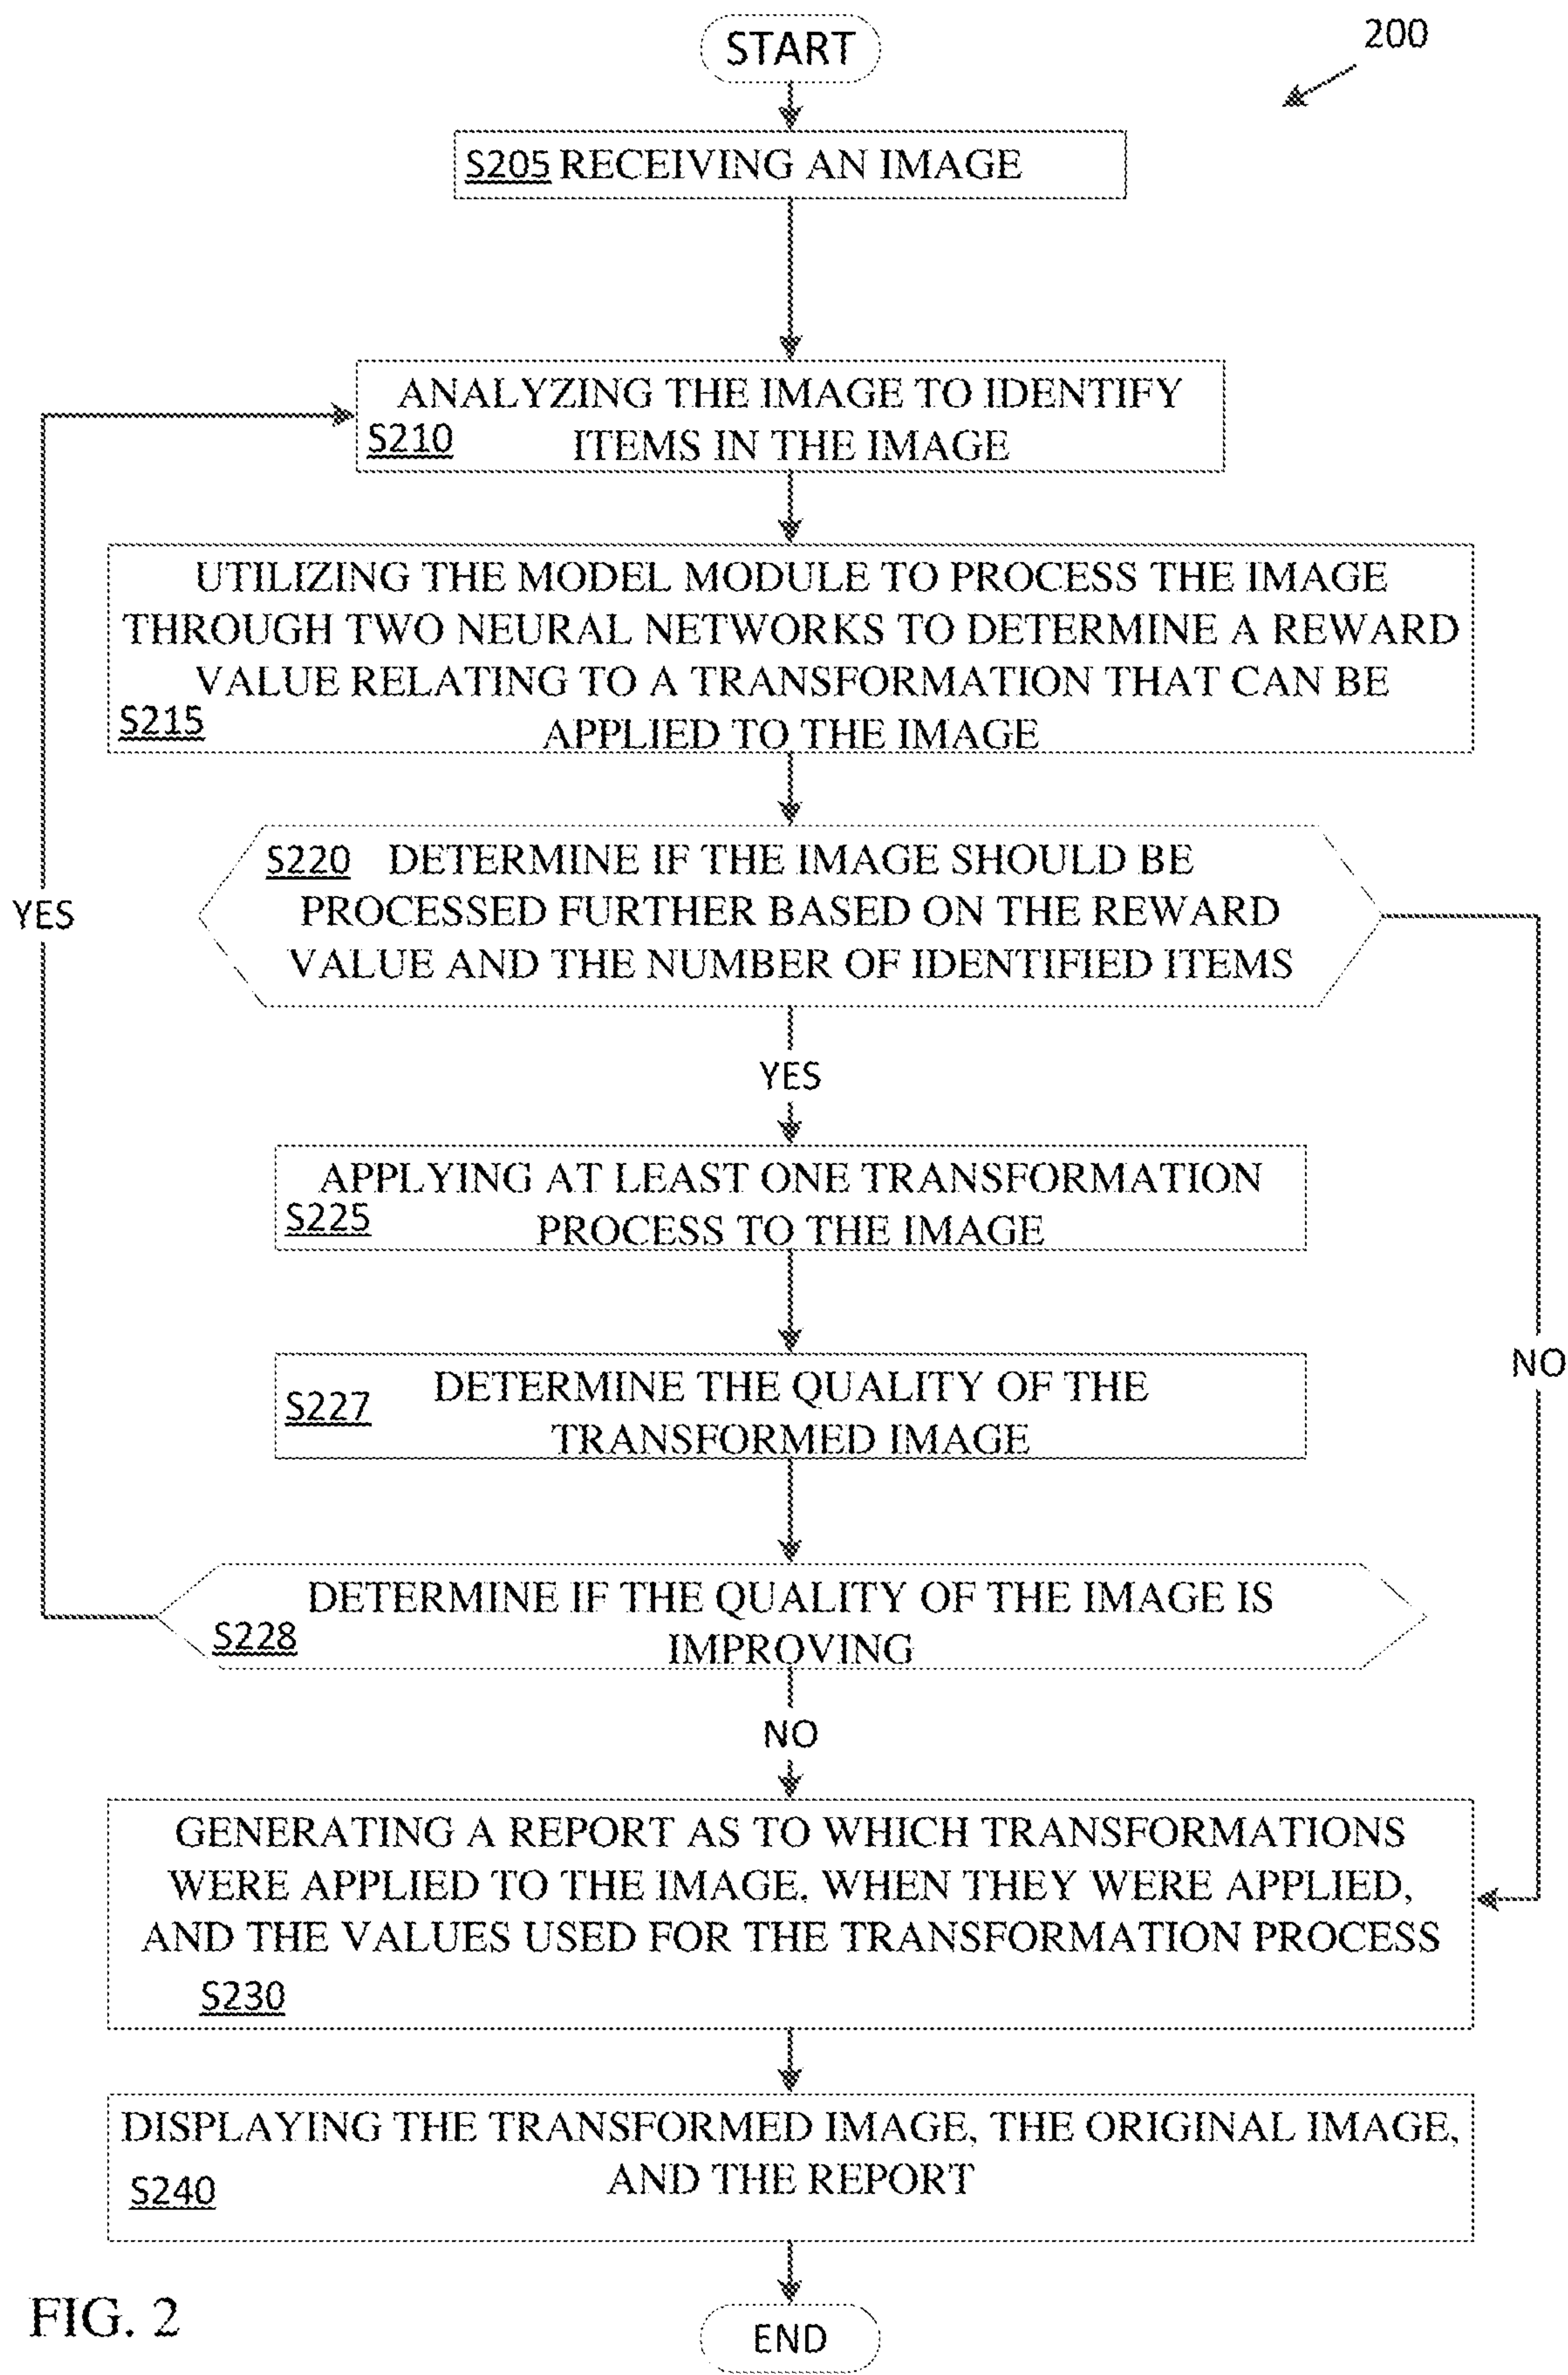 START
200
S205 RECEIVING AN IMAGE
ANALYZING THE IMAGE TO IDENTIFY
S210 ITEMS IN THE IMAGE
UTILIZING THE MODEL MODULE TO PROCESS THE IMAGE
THROUGH TWO NEURAL NETWORKS TO DETERMINE A REWARD
VALUE RELATING TO A TRANSFORMATION THAT CAN BE
S215 APPLIED TO THE IMAGE
S220 DETERMINE IF THE IMAGE SHOULD BE
PROCESSED FURTHER BASED ON THE REWARD
VALUE AND THE NUMBER OF IDENTIFIED ITEMS
YES
YES
APPLYING AT LEAST ONE TRANSFORMATION
S225 PROCESS TO THE IMAGE
NO
S227 DETERMINE THE QUALITY OF THE
TRANSFORMED IMAGE
DETERMINE IF THE QUALITY OF THE IMAGE IS
S228 IMPROVING
NO
GENERATING A REPORT AS TO WHICH TRANSFORMATIONS
WERE APPLIED TO THE IMAGE, WHEN THEY WERE APPLIED,
AND THE VALUES USED FOR THE TRANSFORMATION PROCESS
S230
DISPLAYING THE TRANSFORMED IMAGE, THE ORIGINAL IMAGE,
S240 AND THE REPORT
FIG. 2
END